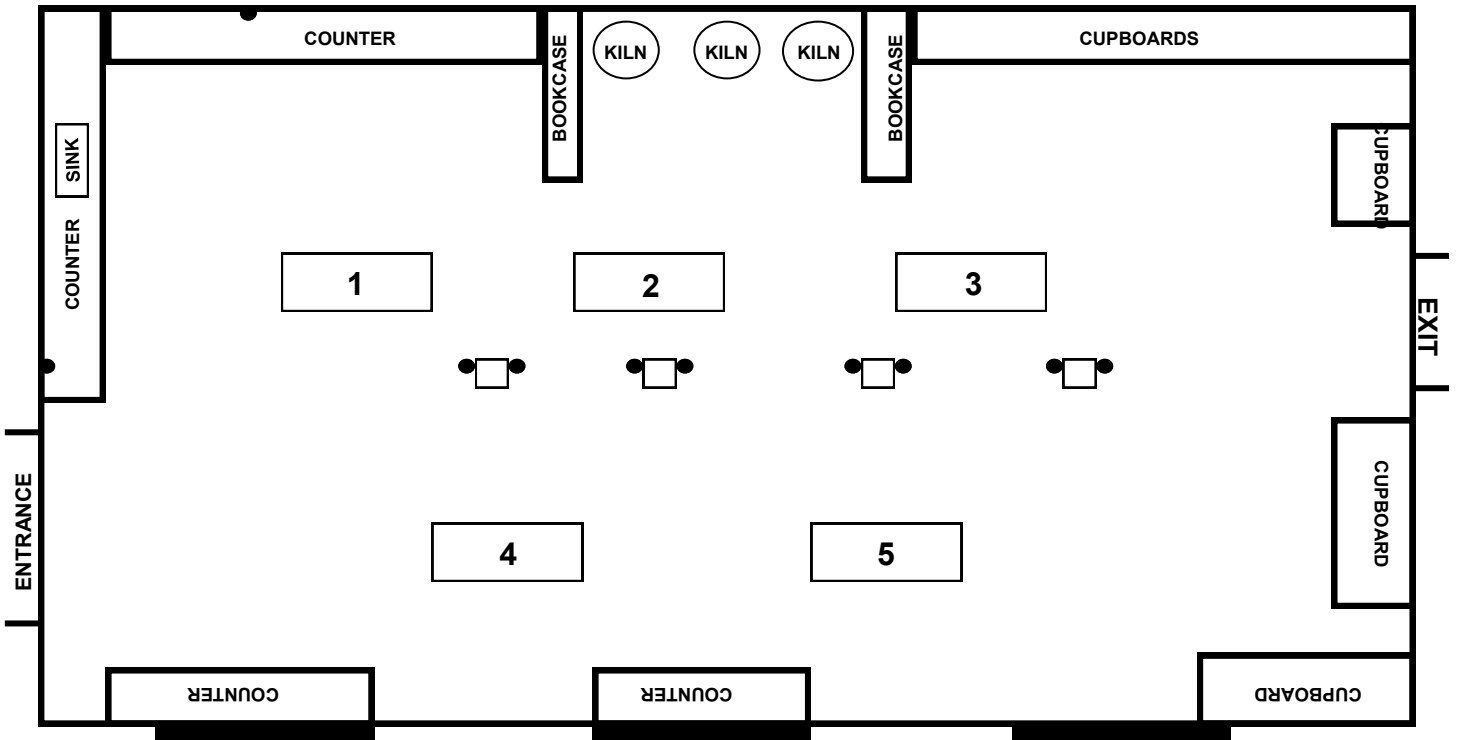 COUNTER
BOOKCASE
KILN
KILN
KILN
BOOKCASE
CUPBOARDS
SINK
COUNTER
CUPBOARD
1
2
3
EXIT
ENTRANCE
4
5
CUPBOARD
COUNTER
COUNTER
CUPBOARD